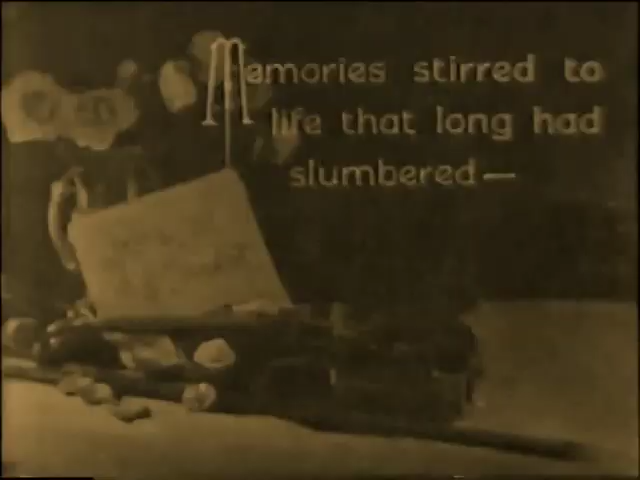 Memories stirred to
life that long had
slumbered—